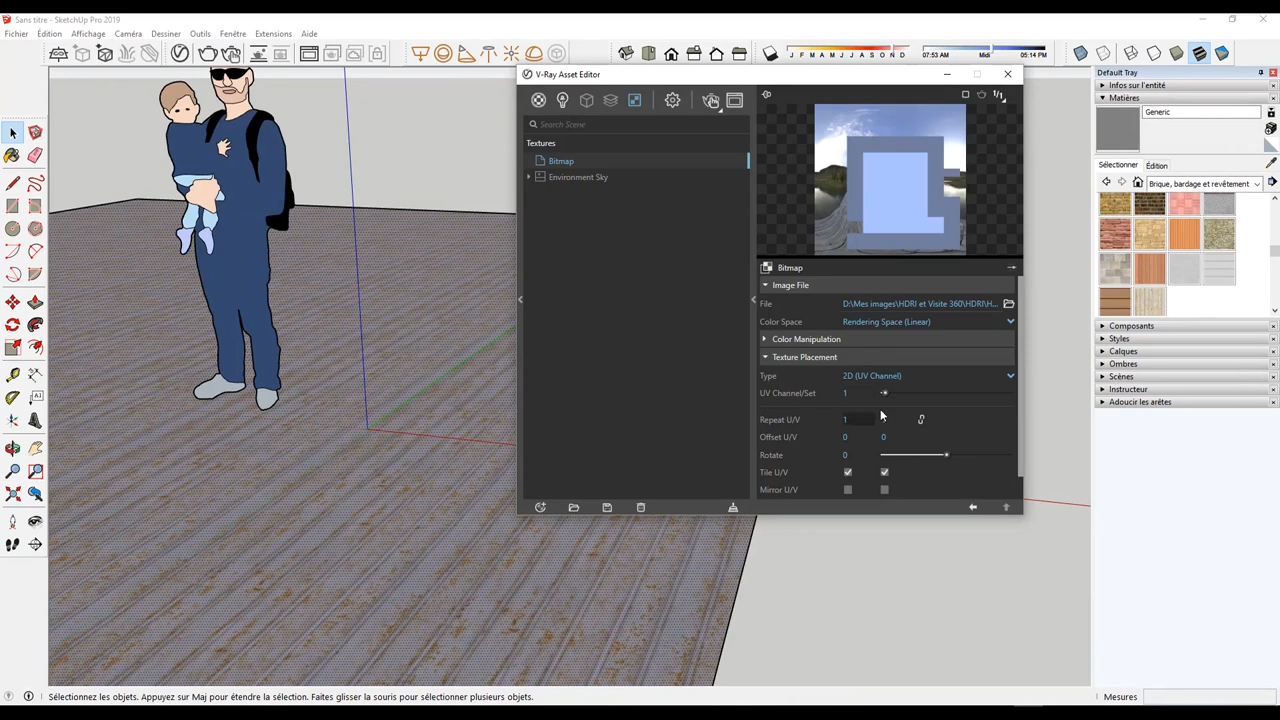 Sans titre - SketchUp Pro 2019
Fichier Édition Affichage Caméra Dessiner Outils Fenêtre Extensions Aide
J F M A M J J A S O N D 07:53 AM Midi 05:14 PM
V-Ray Asset Editor
Search Scene
Textures
Bitmap
Environment Sky
1/1
Bitmap
Image File
File D:\Mes images\HDRI et Visite 360\HDRI\H...
Color Space Rendering Space (Linear)
Color Manipulation
Texture Placement
Type 2D (UV Channel)
UV Channel/Set 1
Repeat U/V 1
Offset U/V 0 0
Rotate 0
Tile U/V
Mirror U/V
Default Tray
Infos sur l'entité
Matières
Generic
Sélectionner Édition
Brique, bardage et revêtement
Composants
Styles
Calques
Ombres
Scènes
Instructeur
Adoucir les arêtes
Sélectionnez les objets. Appuyez sur Maj pour étendre la sélection. Faites glisser la souris pour sélectionner plusieurs objets.
Mesures